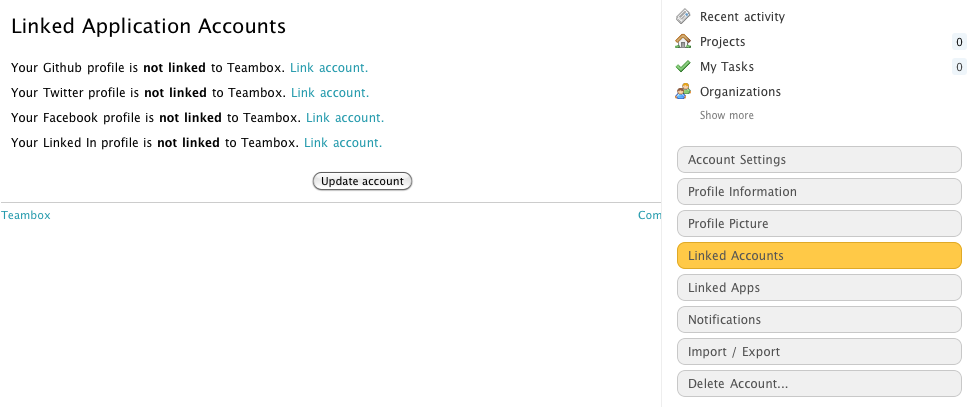 Linked Application Accounts
Your Github profile is not linked to Teambox. Link account.
Your Twitter profile is not linked to Teambox. Link account.
Your Facebook profile is not linked to Teambox. Link account.
Your Linked In profile is not linked to Teambox. Link account.
Update account
Teambox
Com
Recent activity
Projects 0
My Tasks 0
Organizations
Show more
Account Settings
Profile Information
Profile Picture
Linked Accounts
Linked Apps
Notifications
Import / Export
Delete Account...